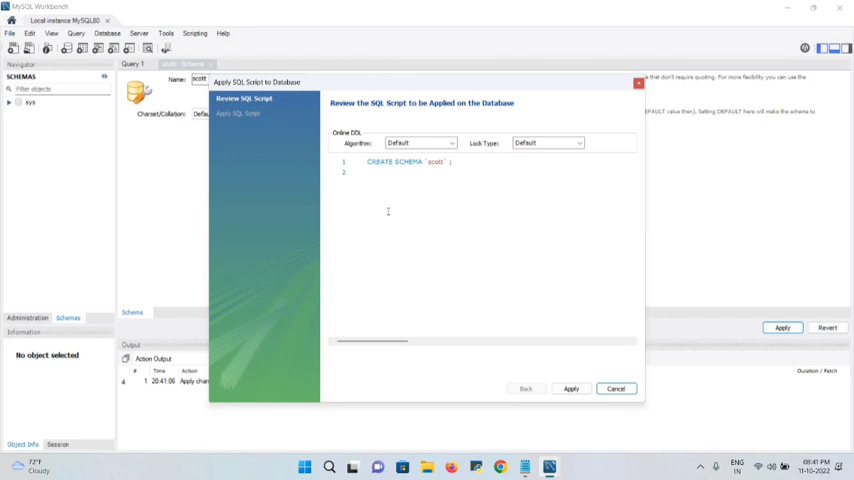 MySQL Workbench
Local instance MySQL80
File Edit View Query Database Server Tools Scripting Help
Navigator
SCHEMAS
Filter objects
sys
Query 1
scott - Schema
Name: scott
Charset/Collation: Defau
s that don't require quoting. For more flexibility you can use the
EFAULT value then). Setting DEFAULT here will make the schema to
Apply SQL Script to Database
Review SQL Script
Apply SQL Script
Review the SQL Script to be Applied on the Database
Online DDL
Algorithm: Default Lock Type: Default
1 CREATE SCHEMA `scott` ;
2
Back Apply Cancel
Administration Schemas
Information
No object selected
Schema
Apply Revert
Output
Action Output
# Time Action Duration / Fetch
4 1 20:41:06 Apply chan
Object Info Session
72°F
Cloudy
ENG
IN
08:41 PM
11-10-2022